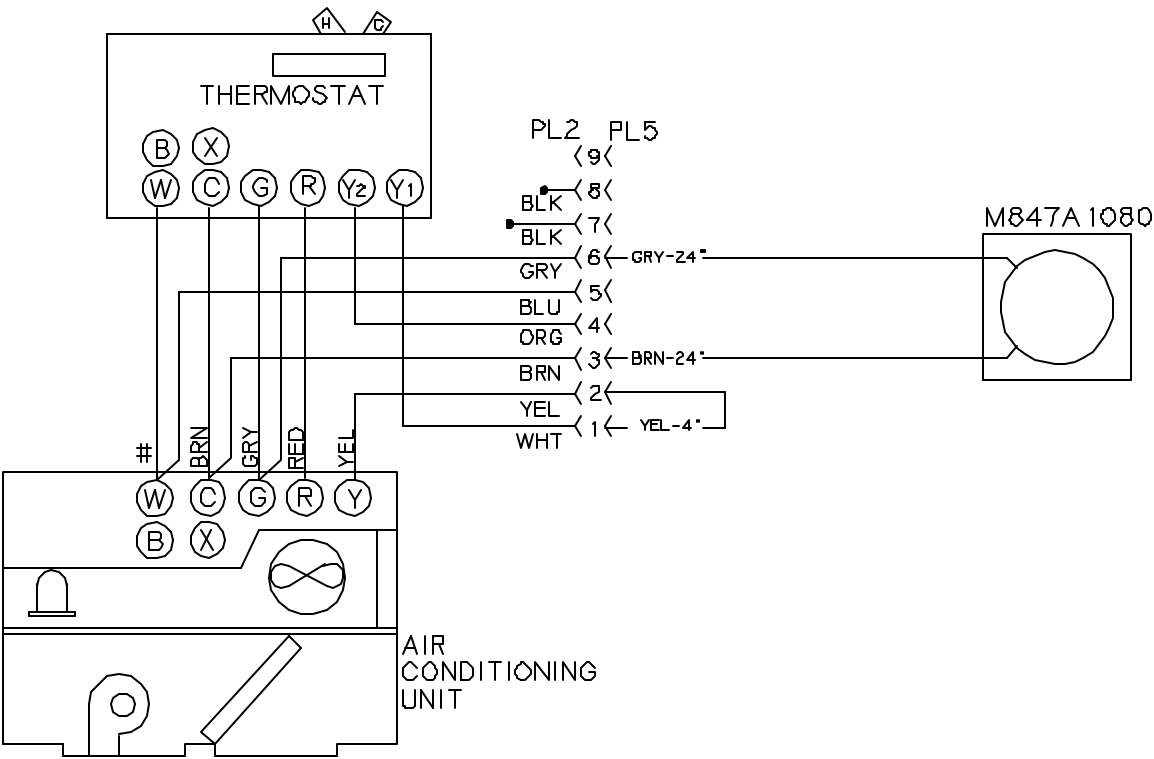 H G
THERMOSTAT
B X
W C G R Y2 Y1
PL2 PL5
9
8
BLK
7
BLK
M847A1080
6 GRY-24"
GRY
5
BLU
4
ORG
3 BRN-24"
BRN
2
YEL
1 YEL-4"
WHT
# BRN GRY RED YEL
W C G R Y
B X
AIR
CONDITIONING
UNIT